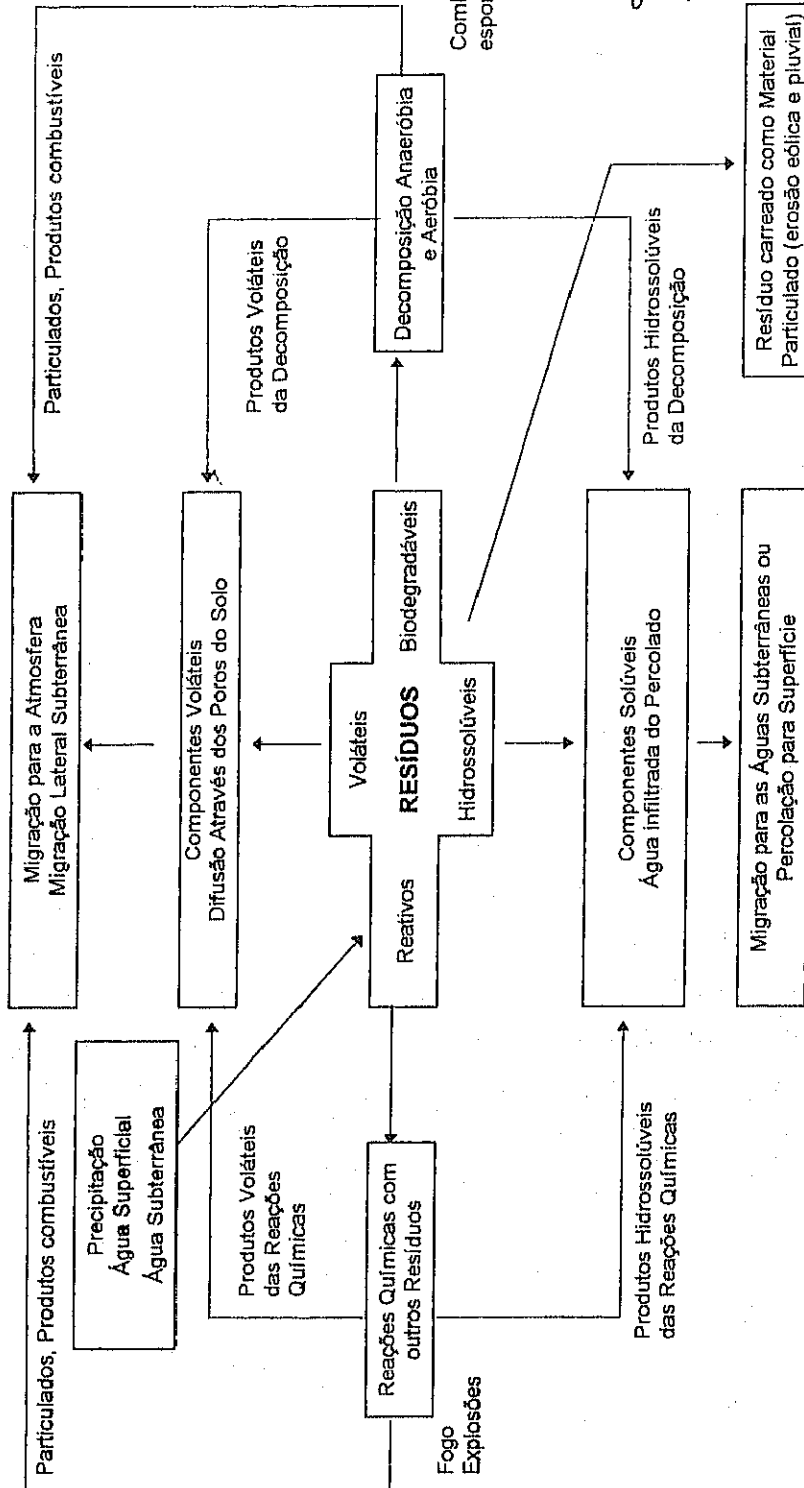 Particulados, Produtos combustíveis
Migração para a Atmosfera
Migração Lateral Subterrânea
Particulados, Produtos combustíveis
Precipitação
Água Superficial
Água Subterrânea
Componentes Voláteis
Difusão Através dos Poros do Solo
Produtos Voláteis
das Reações
Químicas
Produtos Voláteis
da Decomposição
Fogo
Explosões
Reações Químicas com
outros Resíduos
Reativos
Voláteis
RESÍDUOS
Hidrossolúveis
Biodegradáveis
Decomposição Anaeróbia
e Aeróbia
Produtos Hidrossolúveis
das Reações Químicas
Componentes Solúveis
Água infiltrada do Percolado
Produtos Hidrossolúveis
da Decomposição
Migração para as Águas Subterrâneas ou
Percolação para Superfície
Resíduo carreado como Material
Particulado (erosão eólica e pluvial)